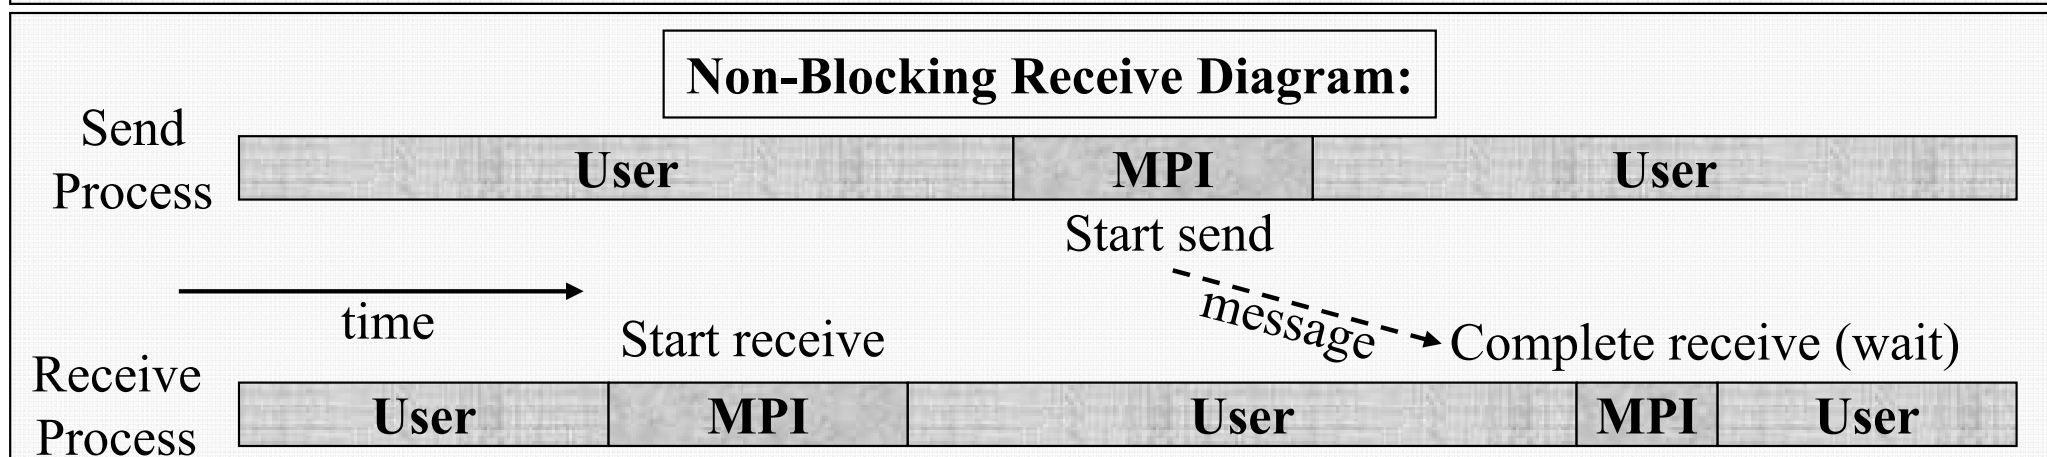 Non-Blocking Receive Diagram:
Send
Process
User MPI User
Start send
time
message
Start receive
Complete receive (wait)
Receive
Process
User MPI User MPI User